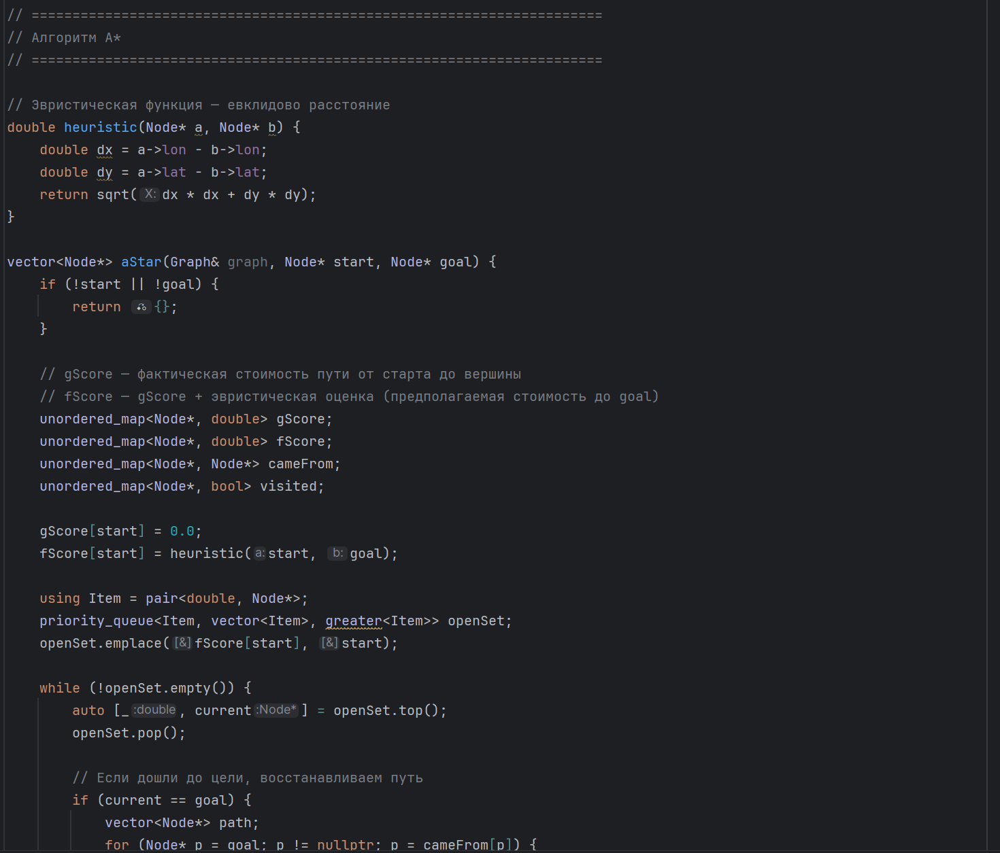 // ======================================================================
// Алгоритм A*
// ======================================================================
// Эвристическая функция — евклидово расстояние
double heuristic(Node* a, Node* b) {
    double dx = a->lon - b->lon;
    double dy = a->lat - b->lat;
    return sqrt( X: dx * dx + dy * dy);
}
vector<Node*> aStar(Graph& graph, Node* start, Node* goal) {
    if (!start || !goal) {
        return {};
    }
    // gScore — фактическая стоимость пути от старта до вершины
    // fScore — gScore + эвристическая оценка (предполагаемая стоимость до goal)
    unordered_map<Node*, double> gScore;
    unordered_map<Node*, double> fScore;
    unordered_map<Node*, Node*> cameFrom;
    unordered_map<Node*, bool> visited;
    gScore[start] = 0.0;
    fScore[start] = heuristic( a: start, b: goal);
    using Item = pair<double, Node*>;
    priority_queue<Item, vector<Item>, greater<Item>> openSet;
    openSet.emplace( [&] fScore[start], [&] start);
    while (!openSet.empty()) {
        auto [_ :double , current :Node* ] = openSet.top();
        openSet.pop();
        // Если дошли до цели, восстанавливаем путь
        if (current == goal) {
            vector<Node*> path;
            for (Node* p = goal; p != nullptr; p = cameFrom[p]) {